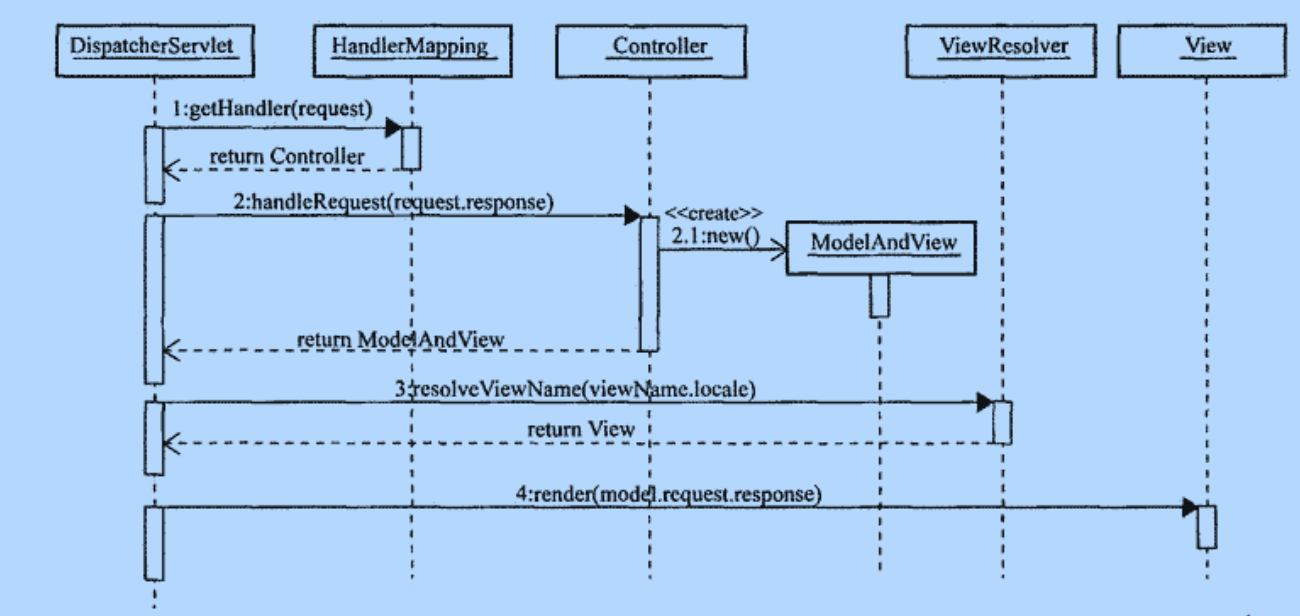 DispatcherServlet
HandlerMapping
Controller
ViewResolver
View
1:getHandler(request)
return Controller
2:handleRequest(request.response)
<<create>>
2.1:new()
ModelAndView
return ModelAndView
3:resolveViewName(viewName.locale)
return View
4:render(model.request.response)